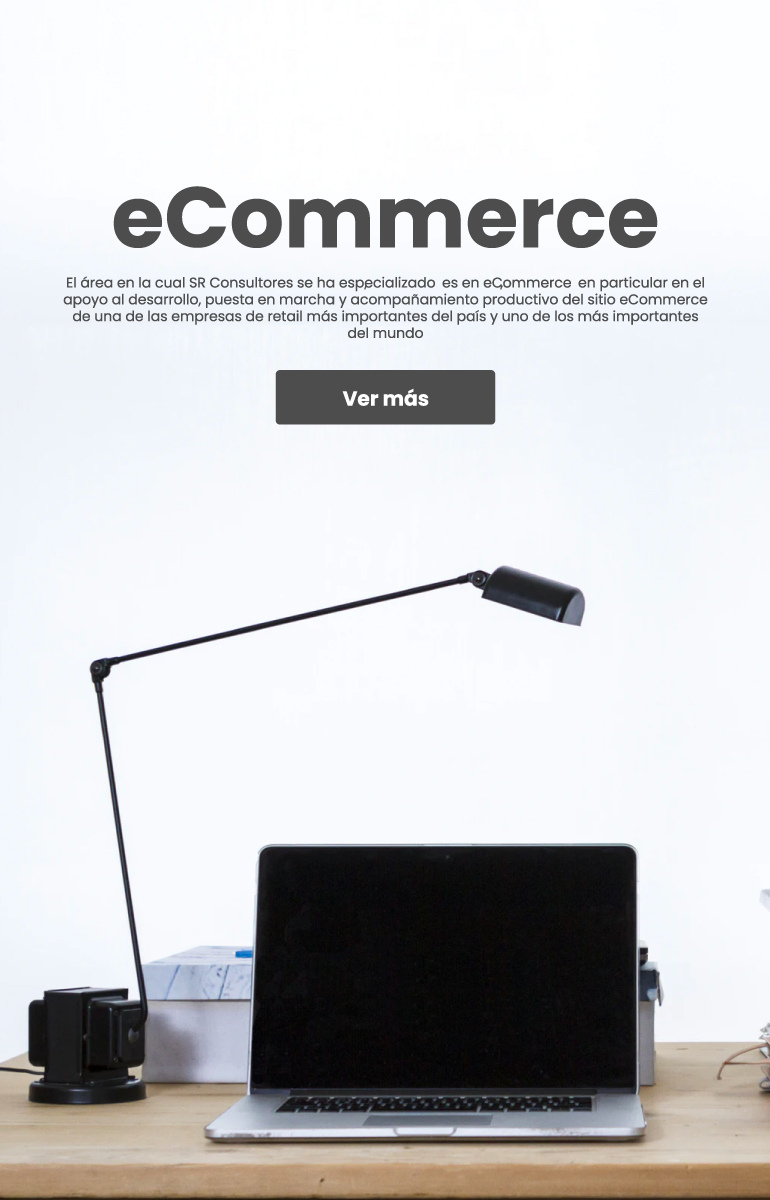 eCommerce
El área en la cual SR Consultores se ha especializado es en eCommerce en particular en el
apoyo al desarrollo, puesta en marcha y acompañamiento productivo del sitio eCommerce
de una de las empresas de retail más importantes del país y uno de los más importantes
del mundo
Ver más